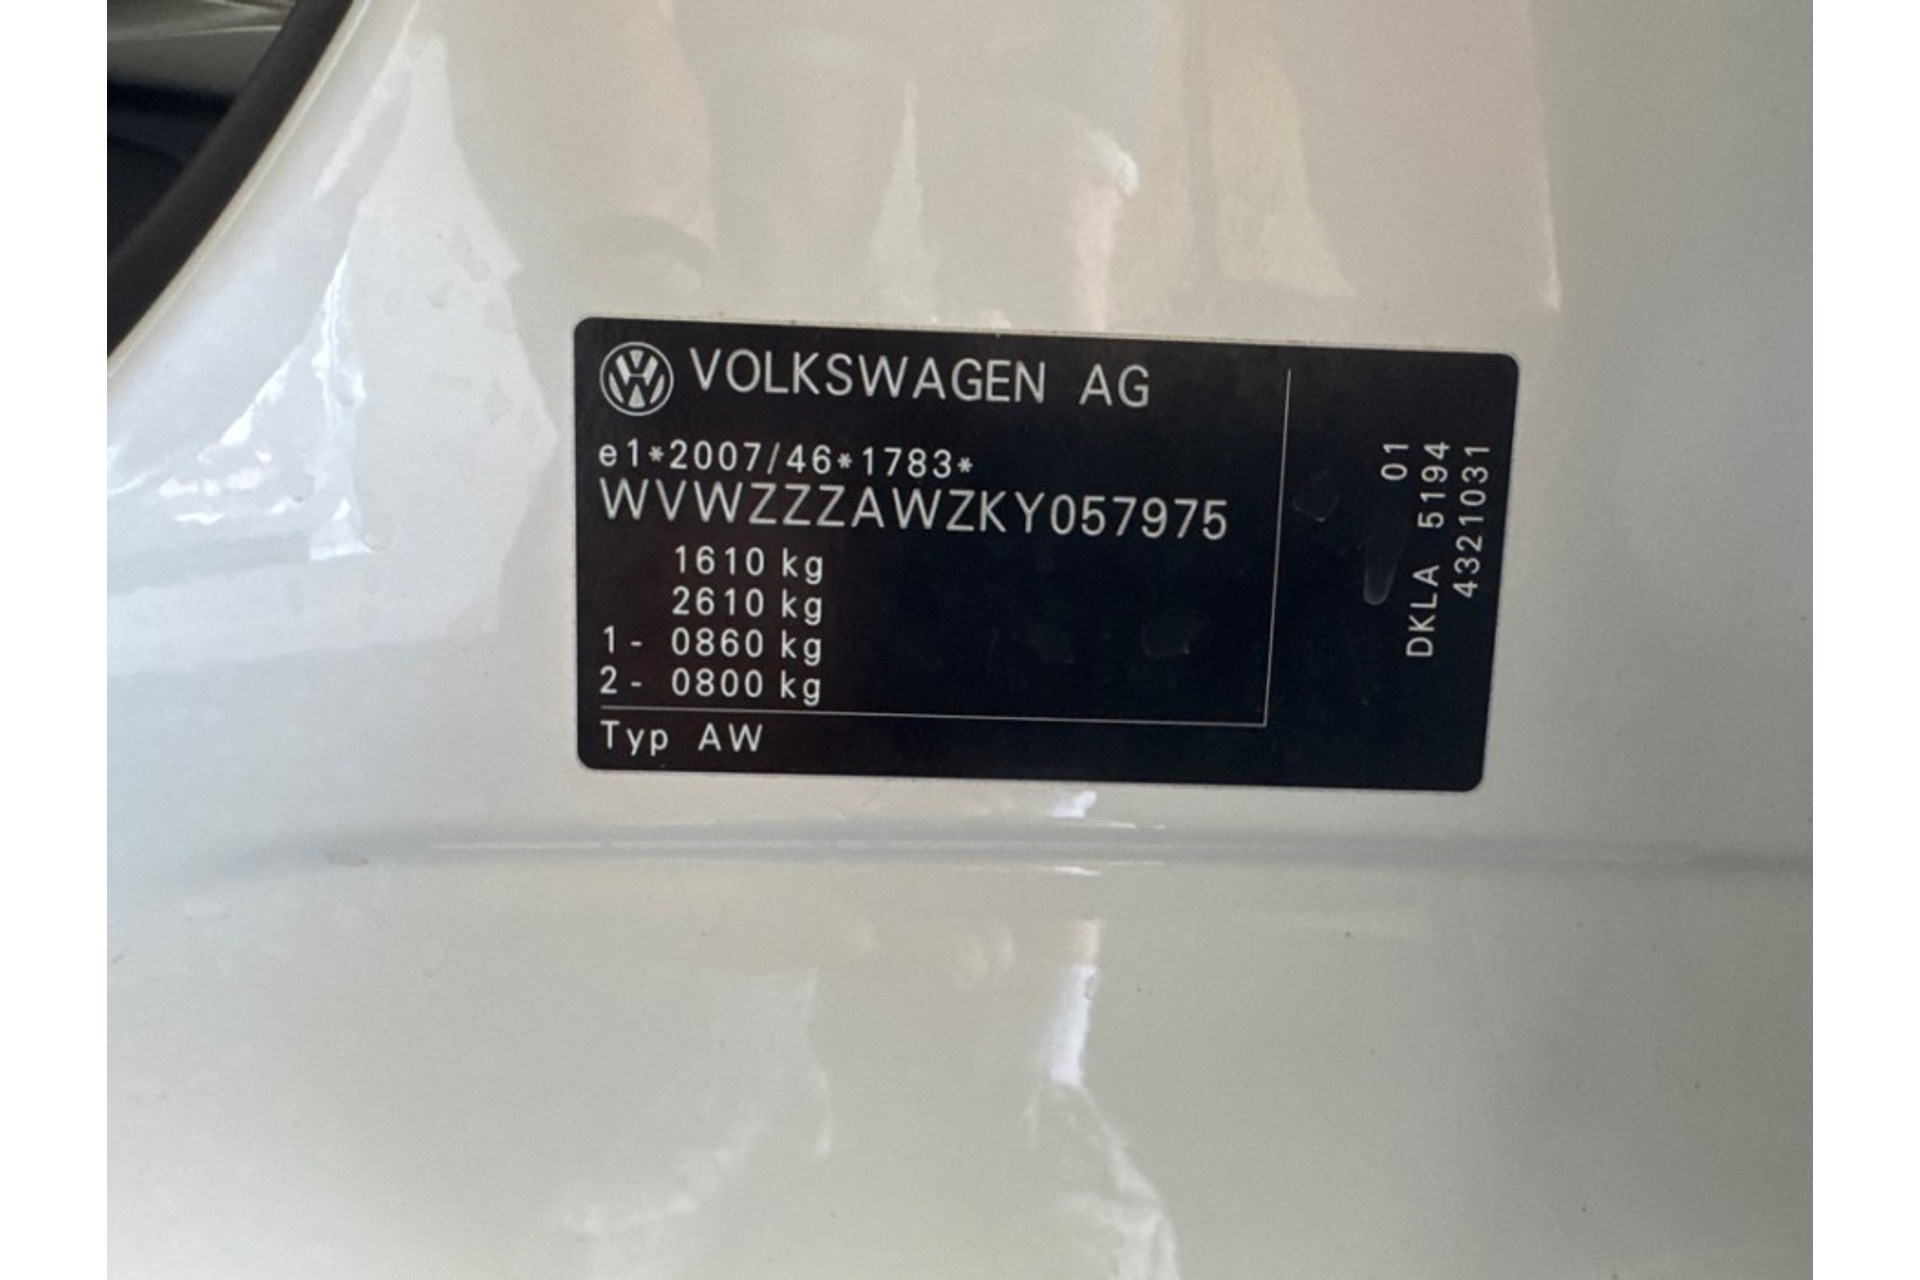 VOLKSWAGEN AG
e1*2007/46*1783*
WVWZZZAWZKY057975
1610 kg
2610 kg
1- 0860 kg
2- 0800 kg
Typ AW
01
DKLA 5194
4321031